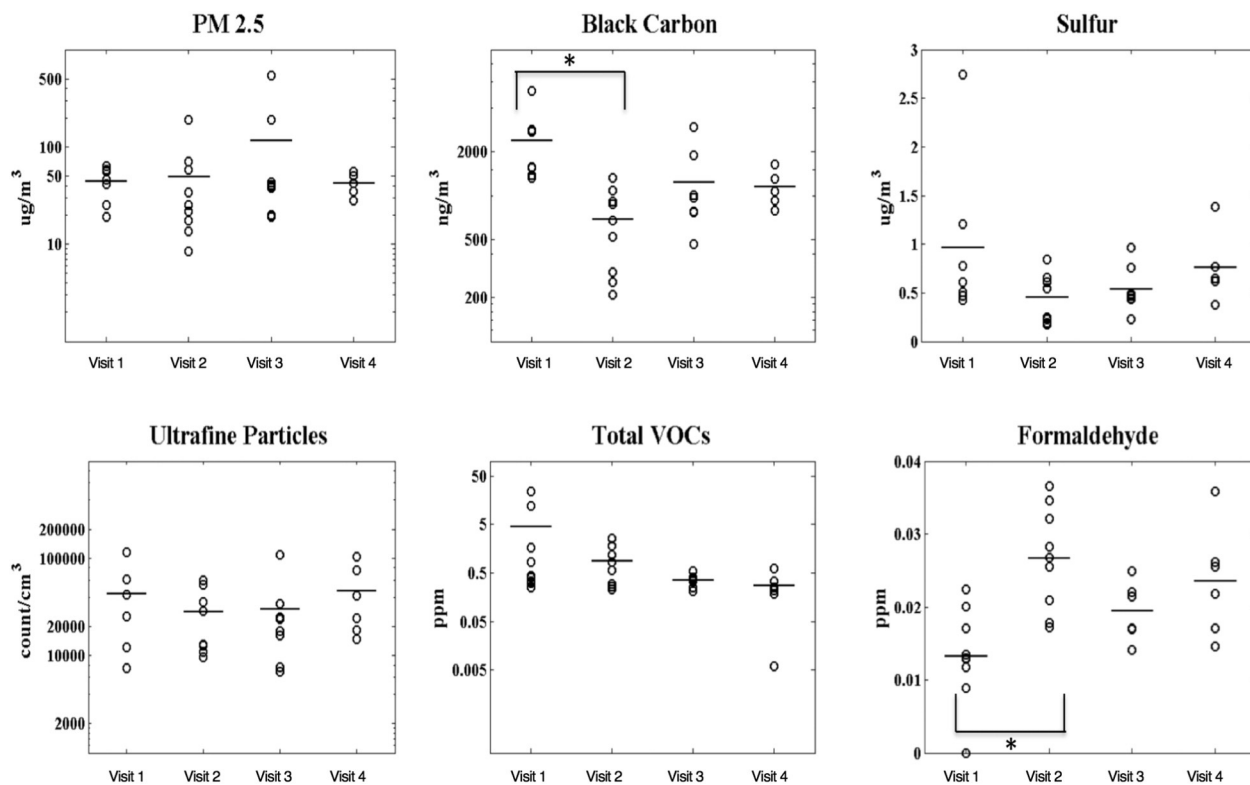 PM 2.5
Black Carbon
Sulfur
500
100
50
10
ug/m³
Visit 1
Visit 2
Visit 3
Visit 4
*
2000
500
200
ng/m³
Visit 1
Visit 2
Visit 3
Visit 4
3
2.5
2
1.5
1
0.5
0
ug/m³
Visit 1
Visit 2
Visit 3
Visit 4
Ultrafine Particles
Total VOCs
Formaldehyde
200000
100000
20000
10000
2000
count/cm³
Visit 1
Visit 2
Visit 3
Visit 4
50
5
0.5
0.05
0.005
ppm
Visit 1
Visit 2
Visit 3
Visit 4
0.04
0.03
0.02
0.01
0
ppm
*
Visit 1
Visit 2
Visit 3
Visit 4